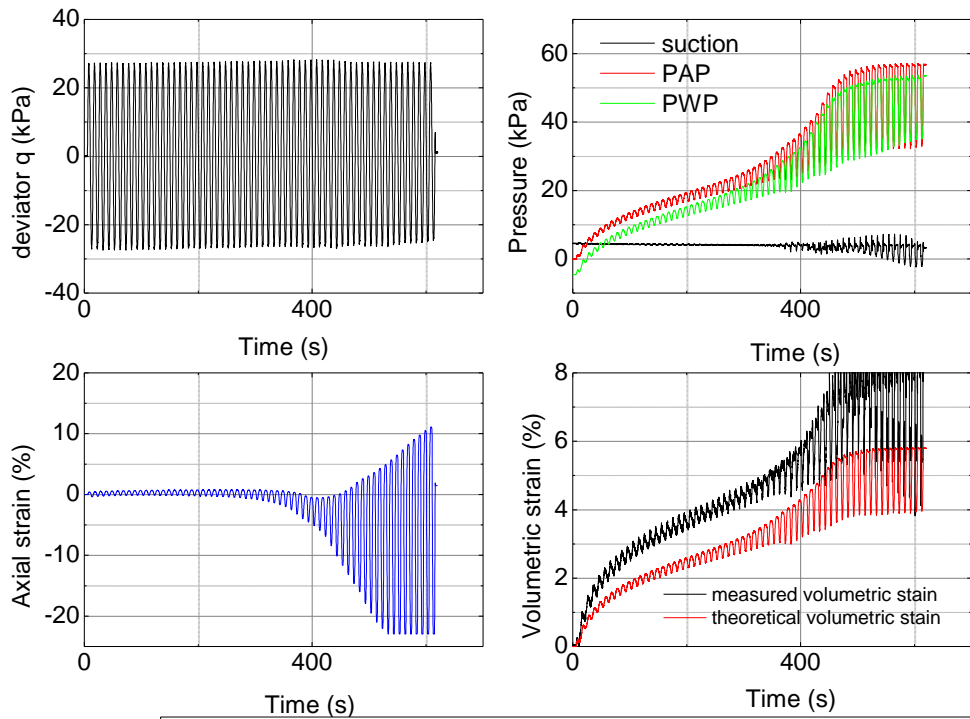 40
20
0
-20
-40
deviator q (kPa)
0
400
Time (s)
60
40
20
0
Pressure (kPa)
suction
PAP
PWP
0
400
Time (s)
20
10
0
-10
-20
Axial strain (%)
0
400
Time (s)
8
6
4
2
0
Volumetric strain (%)
measured volumetric stain
theoretical volumetric stain
0
400
Time (s)